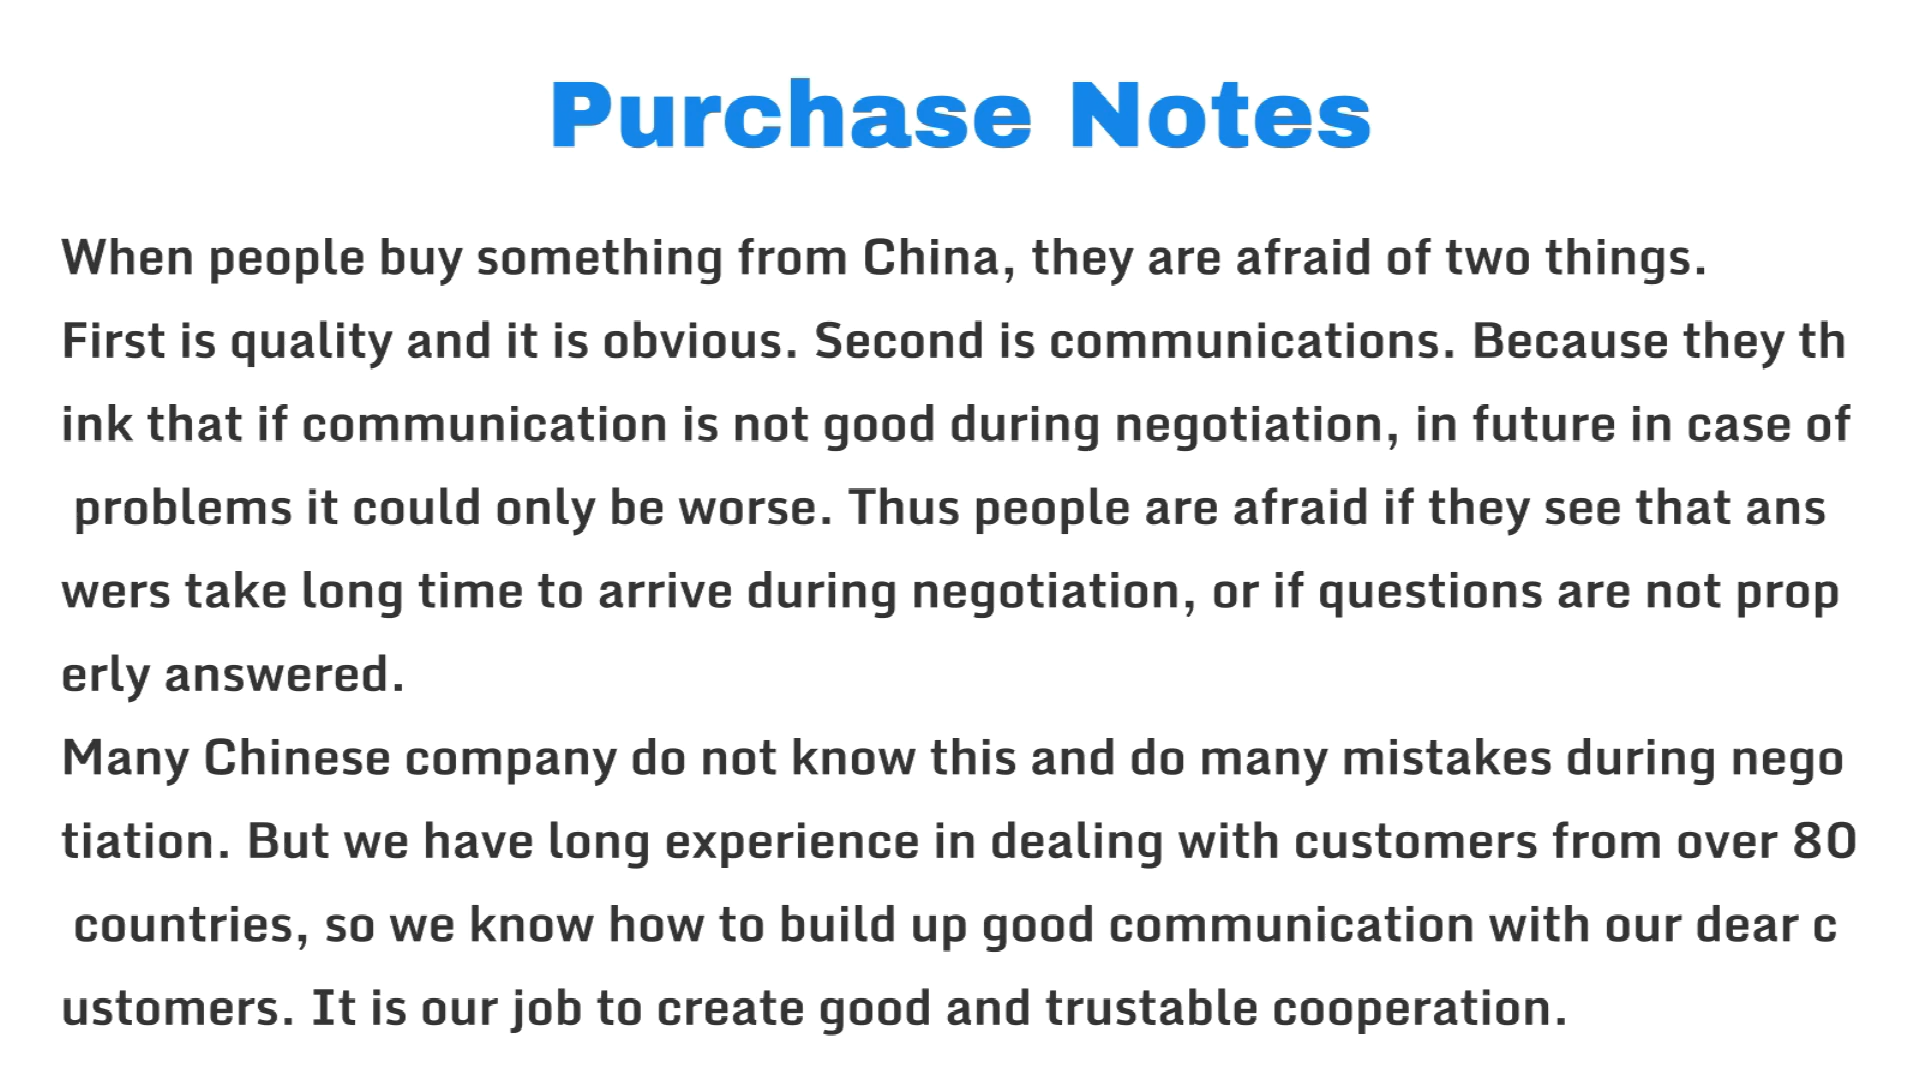 Purchase Notes
When people buy something from China, they are afraid of two things.
First is quality and it is obvious. Second is communications. Because they th
ink that if communication is not good during negotiation, in future in case of
problems it could only be worse. Thus people are afraid if they see that ans
wers take long time to arrive during negotiation, or if questions are not prop
erly answered.
Many Chinese company do not know this and do many mistakes during nego
tiation. But we have long experience in dealing with customers from over 80
countries, so we know how to build up good communication with our dear c
ustomers. It is our job to create good and trustable cooperation.